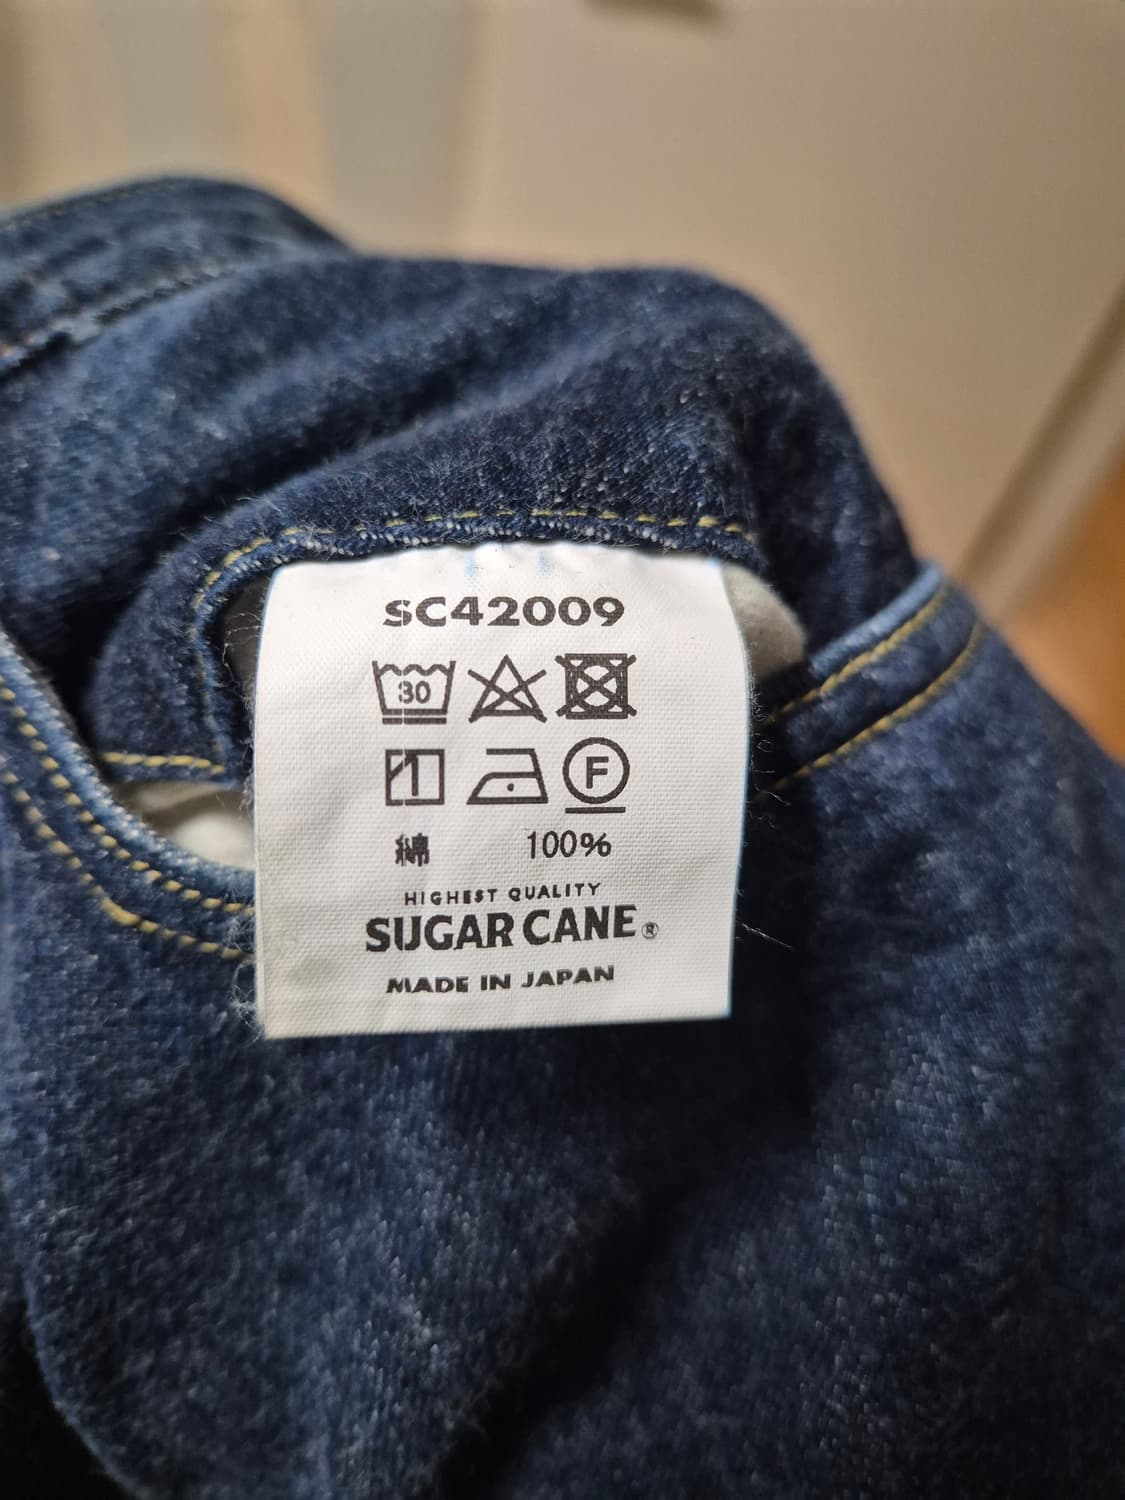 SC42009
30
F
綿 100%
HIGHEST QUALITY
SUGAR CANE®
MADE IN JAPAN